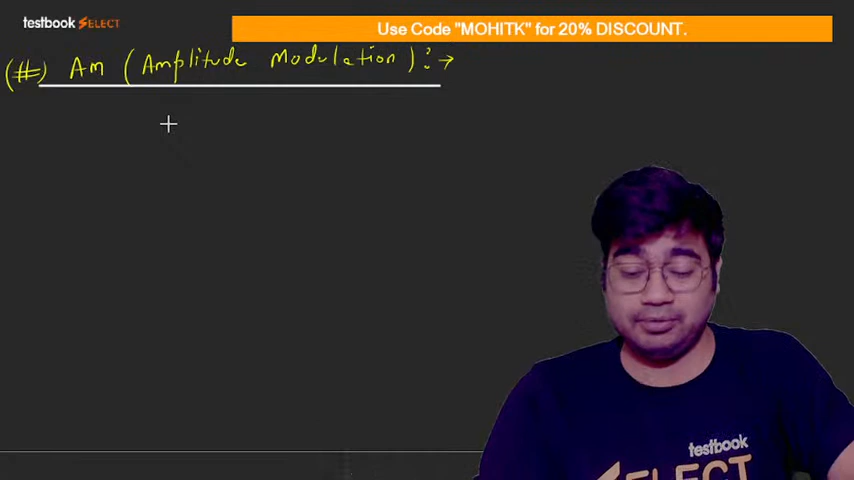 testbook SELECT
Use Code "MOHITK" for 20% DISCOUNT.
(#) Am (Amplitude modulation) :→
testbook
SELECT